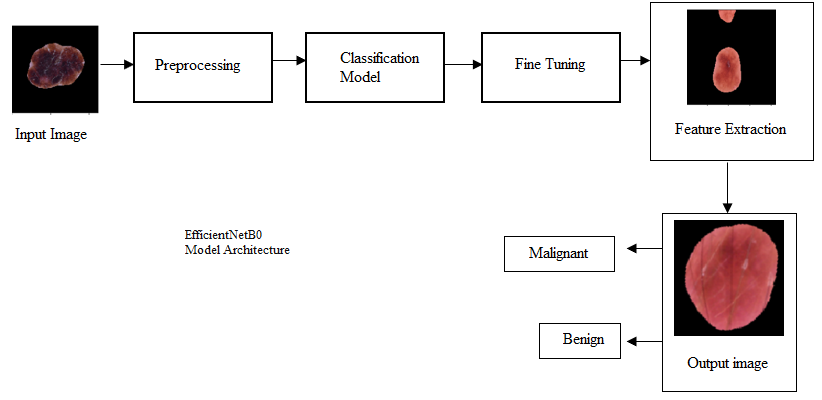 Input Image
Preprocessing
Classification
Model
Fine Tuning
Feature Extraction
EfficientNetB0
Model Architecture
Malignant
Benign
Output image